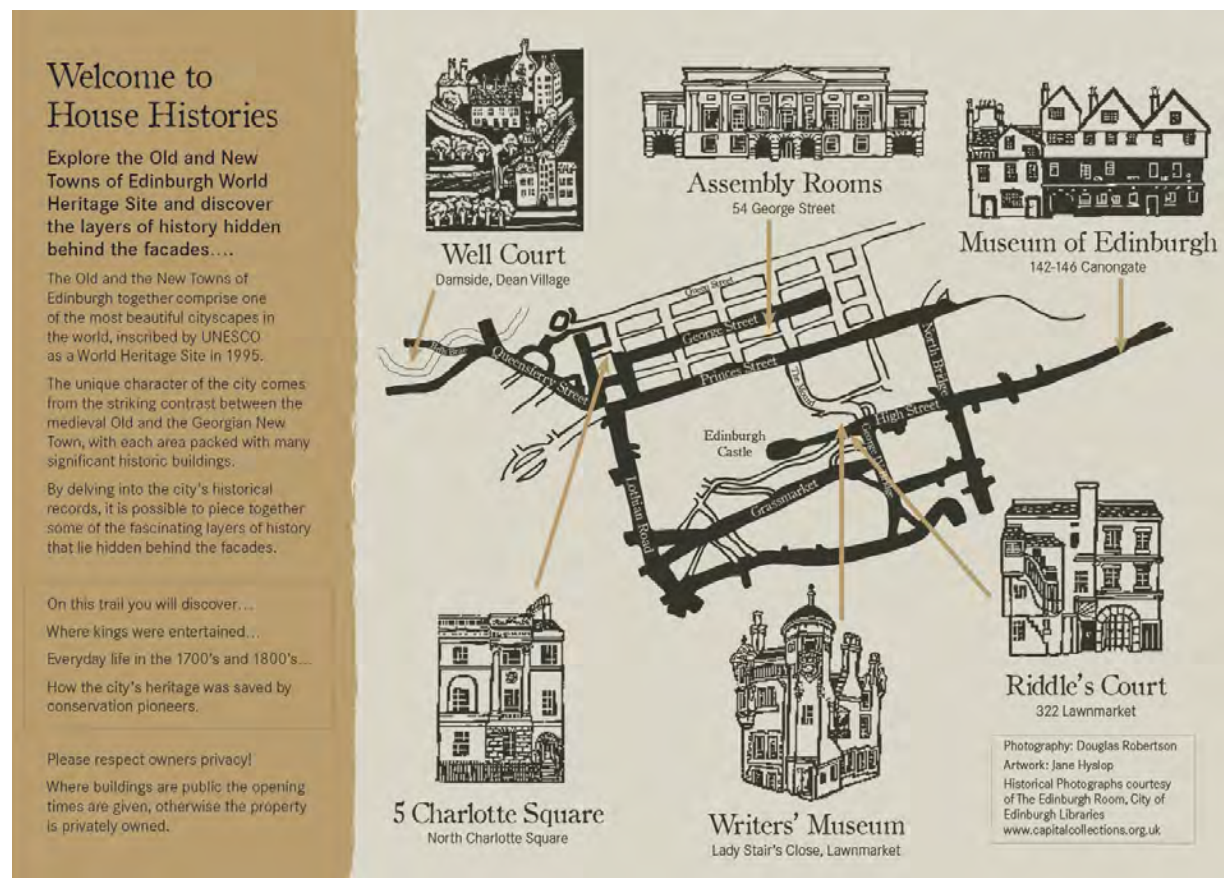 Welcome to
House Histories
Explore the Old and New
Towns of Edinburgh World
Heritage Site and discover
the layers of history hidden
behind the facades....
The Old and the New Towns of
Edinburgh together comprise one
of the most beautiful cityscapes in
the world, inscribed by UNESCO
as a World Heritage Site in 1995.
The unique character of the city comes
from the striking contrast between the
medieval Old and the Georgian New
Town, with each area packed with many
significant historic buildings.
By delving into the city's historical
records, it is possible to piece together
some of the fascinating layers of history
that lie hidden behind the facades.
On this trail you will discover...
Where kings were entertained...
Everyday life in the 1700's and 1800's...
How the city's heritage was saved by
conservation pioneers.
Please respect owners privacy!
Where buildings are public the opening
times are given, otherwise the property
is privately owned.
Well Court
Damside, Dean Village
Assembly Rooms
54 George Street
Museum of Edinburgh
142-146 Canongate
Queen Street
George Street
Princes Street
Queensferry Street
The Mound
North Bridge
High Street
Edinburgh
Castle
Grassmarket
Lothian Road
5 Charlotte Square
North Charlotte Square
Writers' Museum
Lady Stair's Close, Lawnmarket
Riddle's Court
322 Lawnmarket
Photography: Douglas Robertson
Artwork: Jane Hyslop
Historical Photographs courtesy
of The Edinburgh Room, City of
Edinburgh Libraries
www.capitalcollections.org.uk